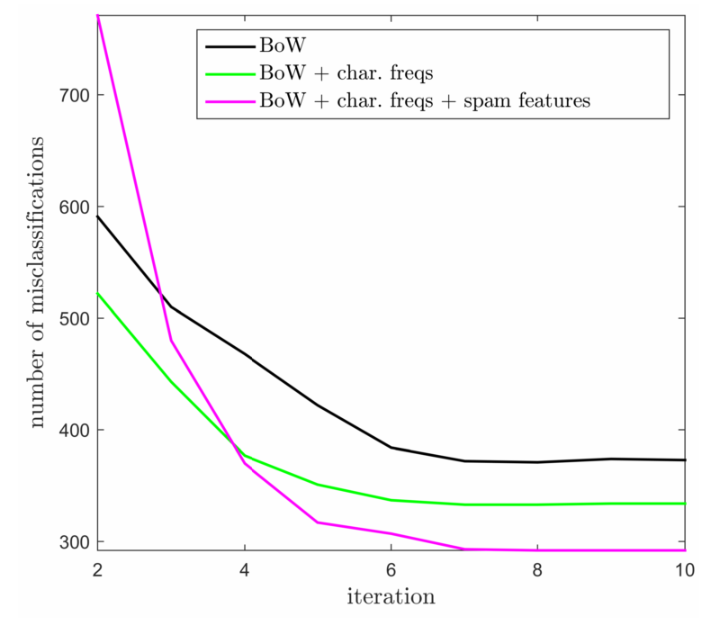 BoW
BoW + char. freqs
BoW + char. freqs + spam features
700
600
500
400
300
number of misclassifications
2 4 6 8 10
iteration